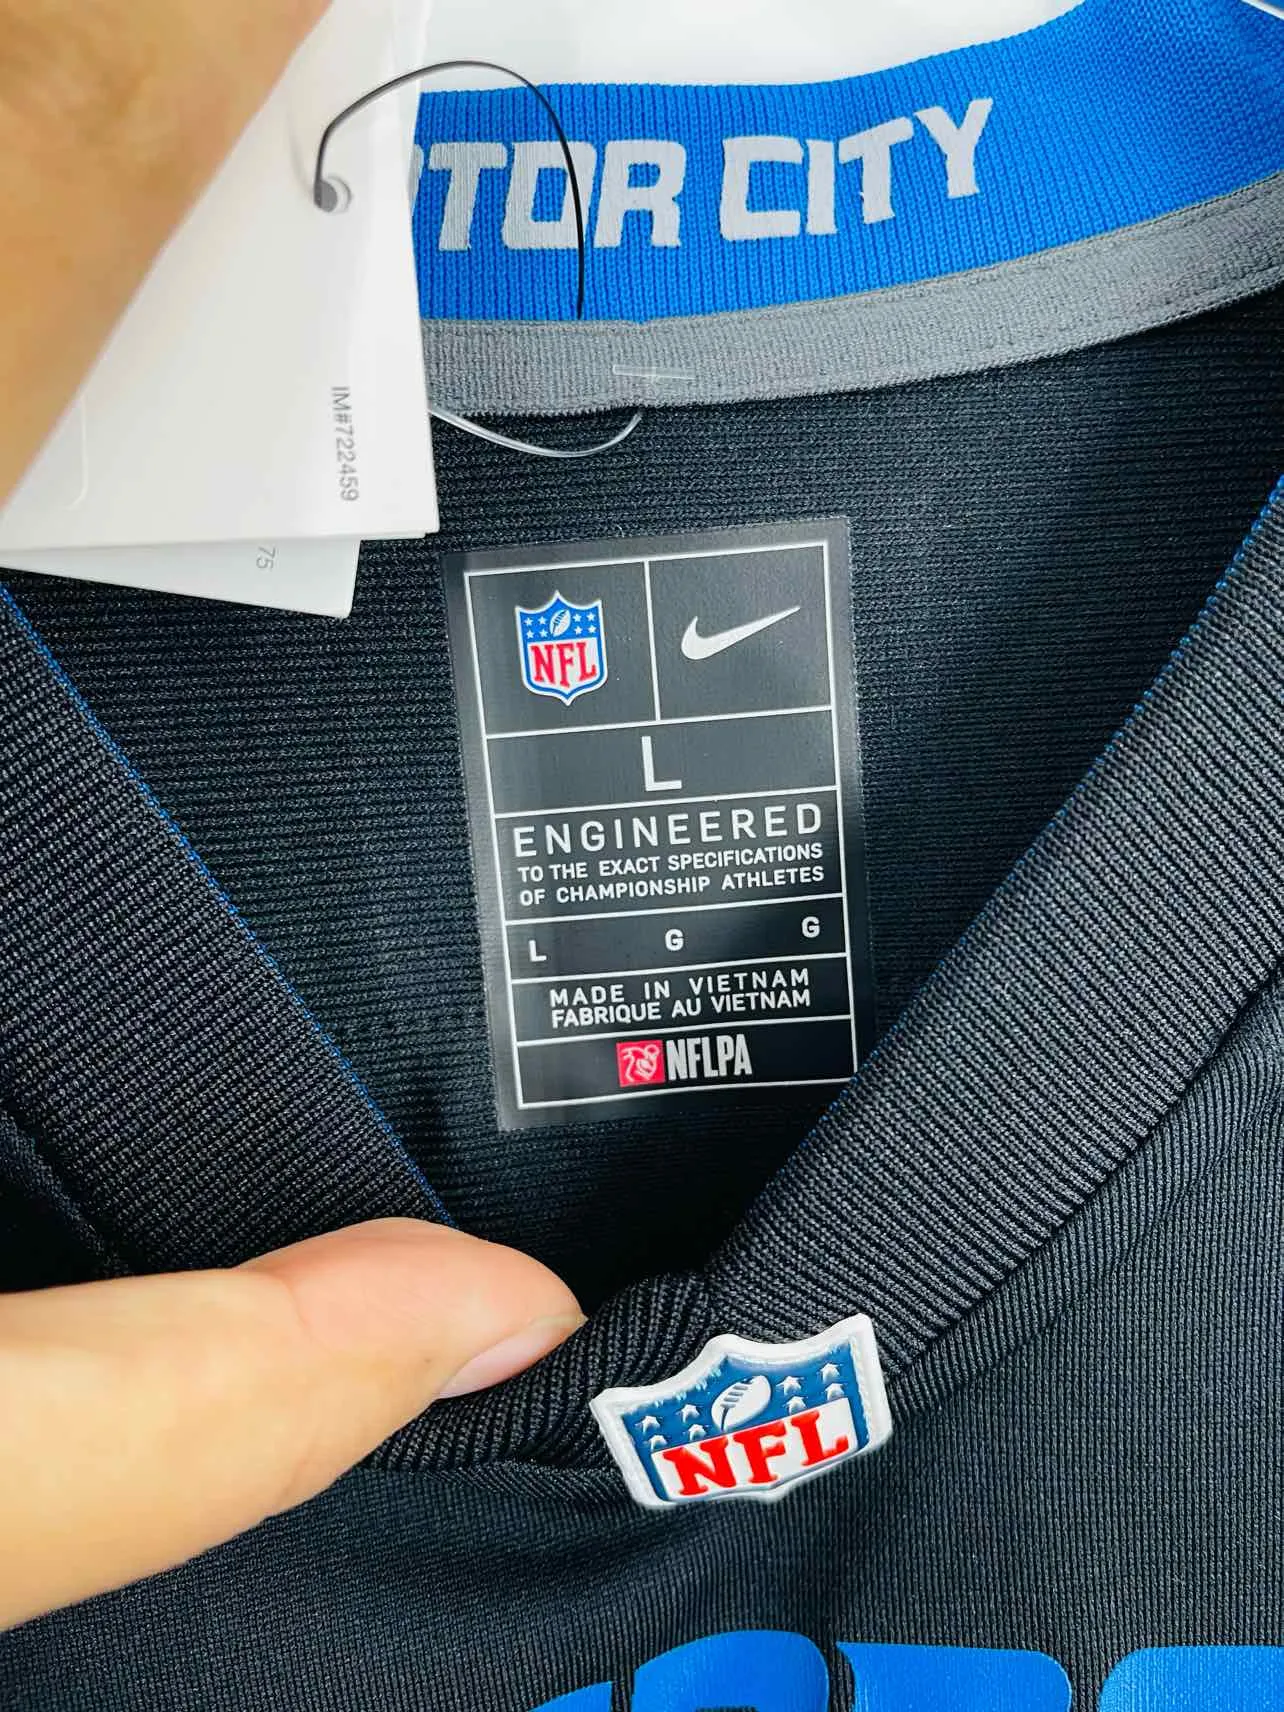 TOR CITY
IM#722459
75
NFL
L
ENGINEERED
TO THE EXACT SPECIFICATIONS
OF CHAMPIONSHIP ATHLETES
L G G
MADE IN VIETNAM
FABRIQUE AU VIETNAM
NFLPA
NFL